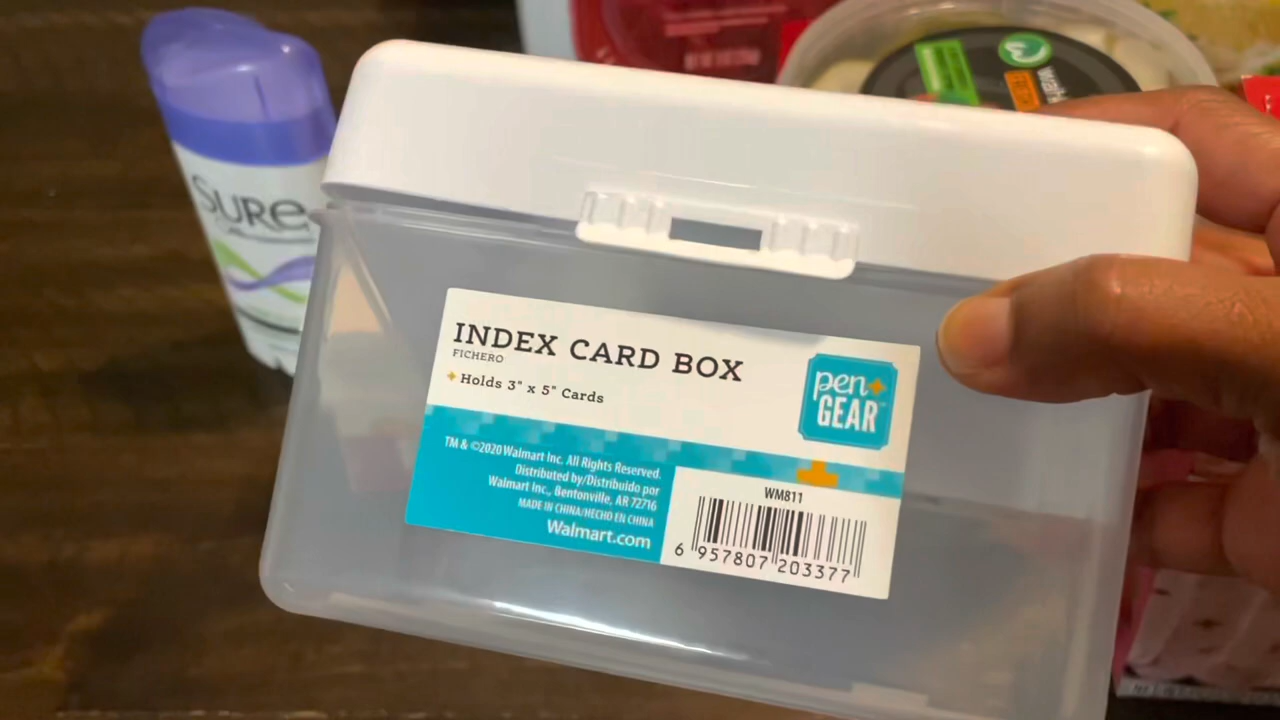 SURE
INDEX CARD BOX
FICHERO
Holds 3" x 5" Cards
pen+
GEAR™
TM & ©2020 Walmart Inc. All Rights Reserved.
Distributed by/Distribuido por
Walmart Inc., Bentonville, AR 72716
MADE IN CHINA/HECHO EN CHINA
Walmart.com
WM811
6 957807 203377